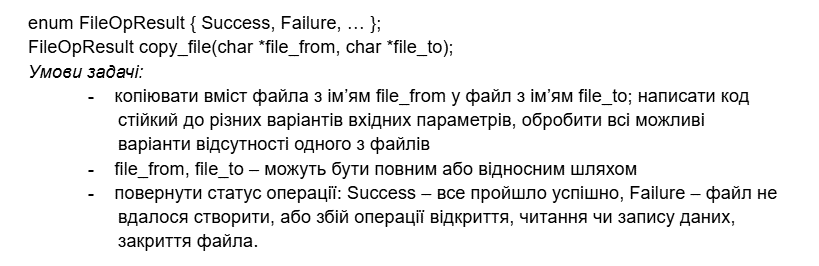 enum FileOpResult { Success, Failure, … };
FileOpResult copy_file(char *file_from, char *file_to);
Умови задачі:
- копіювати вміст файла з ім’ям file_from у файл з ім’ям file_to; написати код
стійкий до різних варіантів вхідних параметрів, обробити всі можливі
варіанти відсутності одного з файлів
- file_from, file_to – можуть бути повним або відносним шляхом
- повернути статус операції: Success – все пройшло успішно, Failure – файл не
вдалося створити, або збій операції відкриття, читання чи запису даних,
закриття файла.